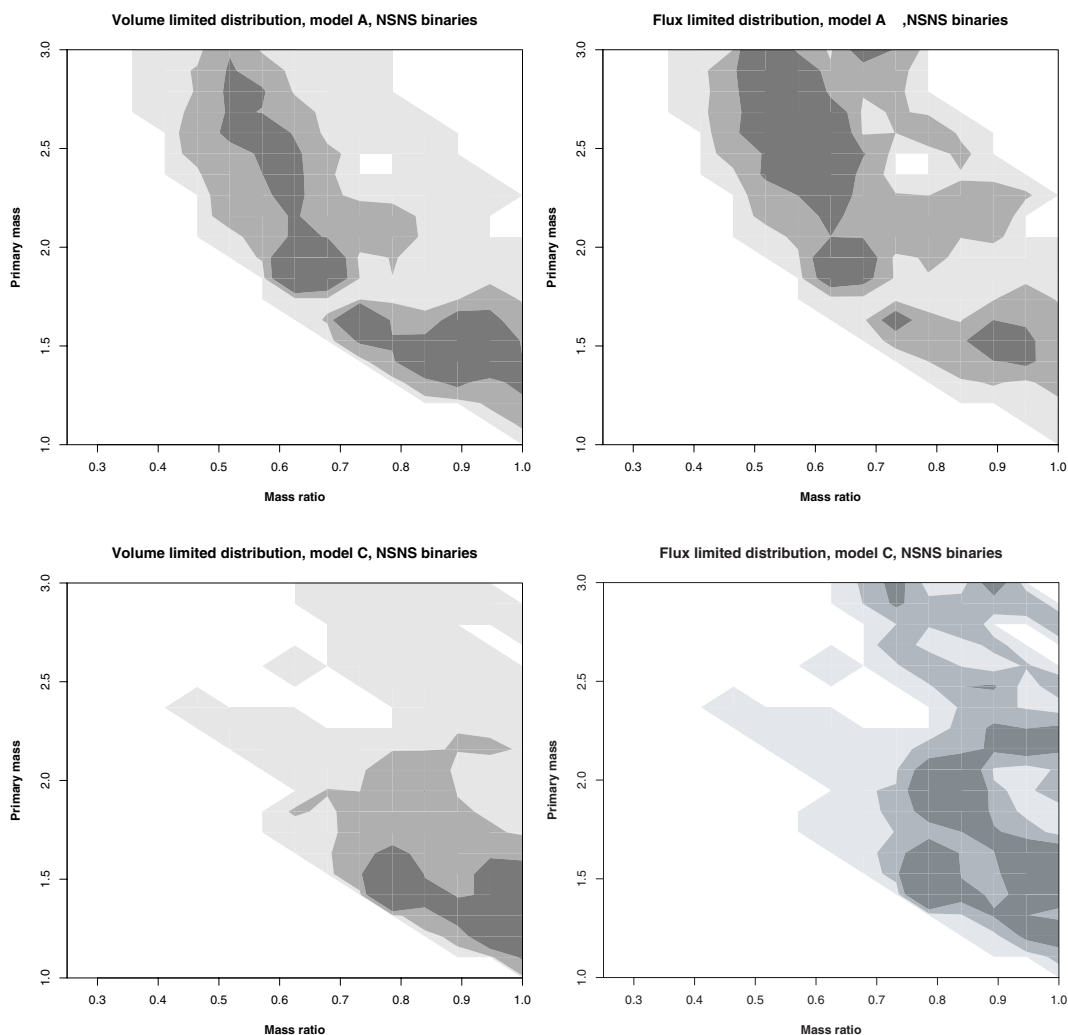 Volume limited distribution, model A, NSNS binaries
3.0
2.5
2.0
1.5
1.0
Primary mass
0.3 0.4 0.5 0.6 0.7 0.8 0.9 1.0
Mass ratio
Flux limited distribution, model A ,NSNS binaries
3.0
2.5
2.0
1.5
1.0
Primary mass
0.3 0.4 0.5 0.6 0.7 0.8 0.9 1.0
Mass ratio
Volume limited distribution, model C, NSNS binaries
3.0
2.5
2.0
1.5
1.0
Primary mass
0.3 0.4 0.5 0.6 0.7 0.8 0.9 1.0
Mass ratio
Flux limited distribution, model C, NSNS binaries
3.0
2.5
2.0
1.5
1.0
Primary mass
0.3 0.4 0.5 0.6 0.7 0.8 0.9 1.0
Mass ratio